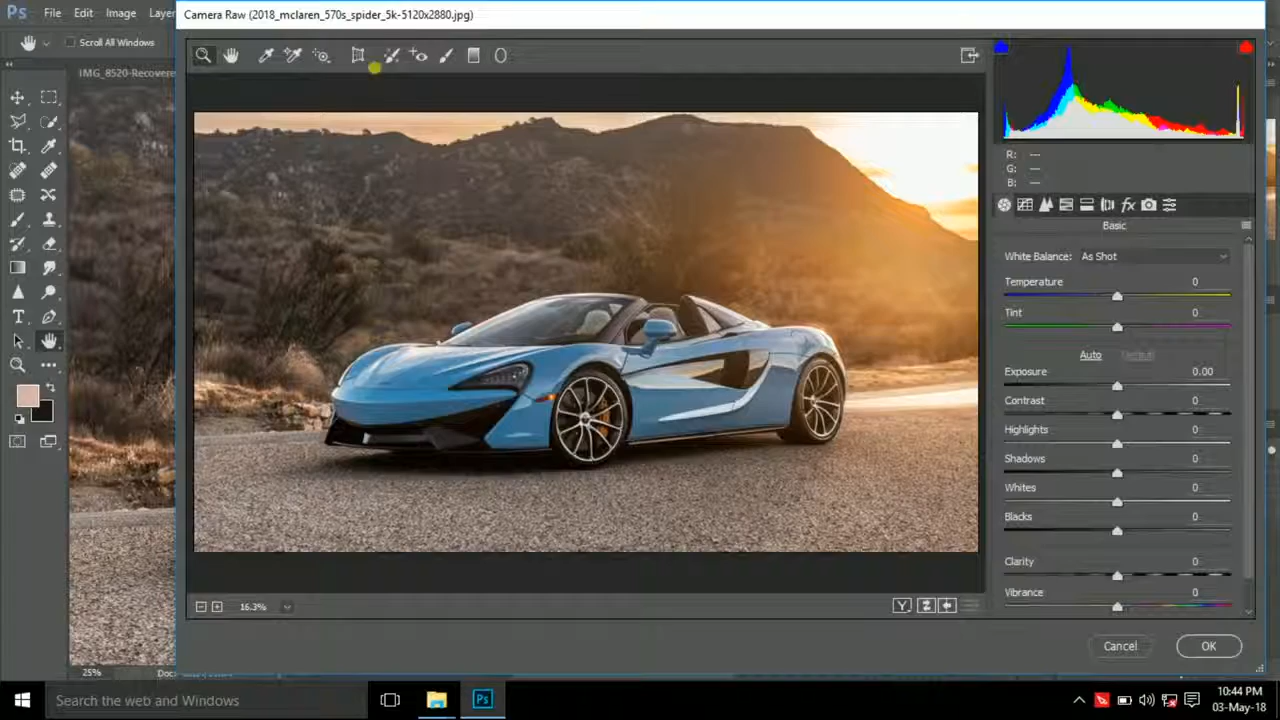 Ps File Edit Image Layer
Camera Raw (2018_mclaren_570s_spider_5k-5120x2880.jpg)
Scroll All Windows
IMG_8520-Recovere
R: ---
G: ---
B: ---
Basic
White Balance: As Shot
Temperature 0
Tint 0
Auto Default
Exposure 0.00
Contrast 0
Highlights 0
Shadows 0
Whites 0
Blacks 0
Clarity 0
Vibrance 0
16.3%
Cancel OK
25%
Search the web and Windows
Ps
10:44 PM
03-May-18